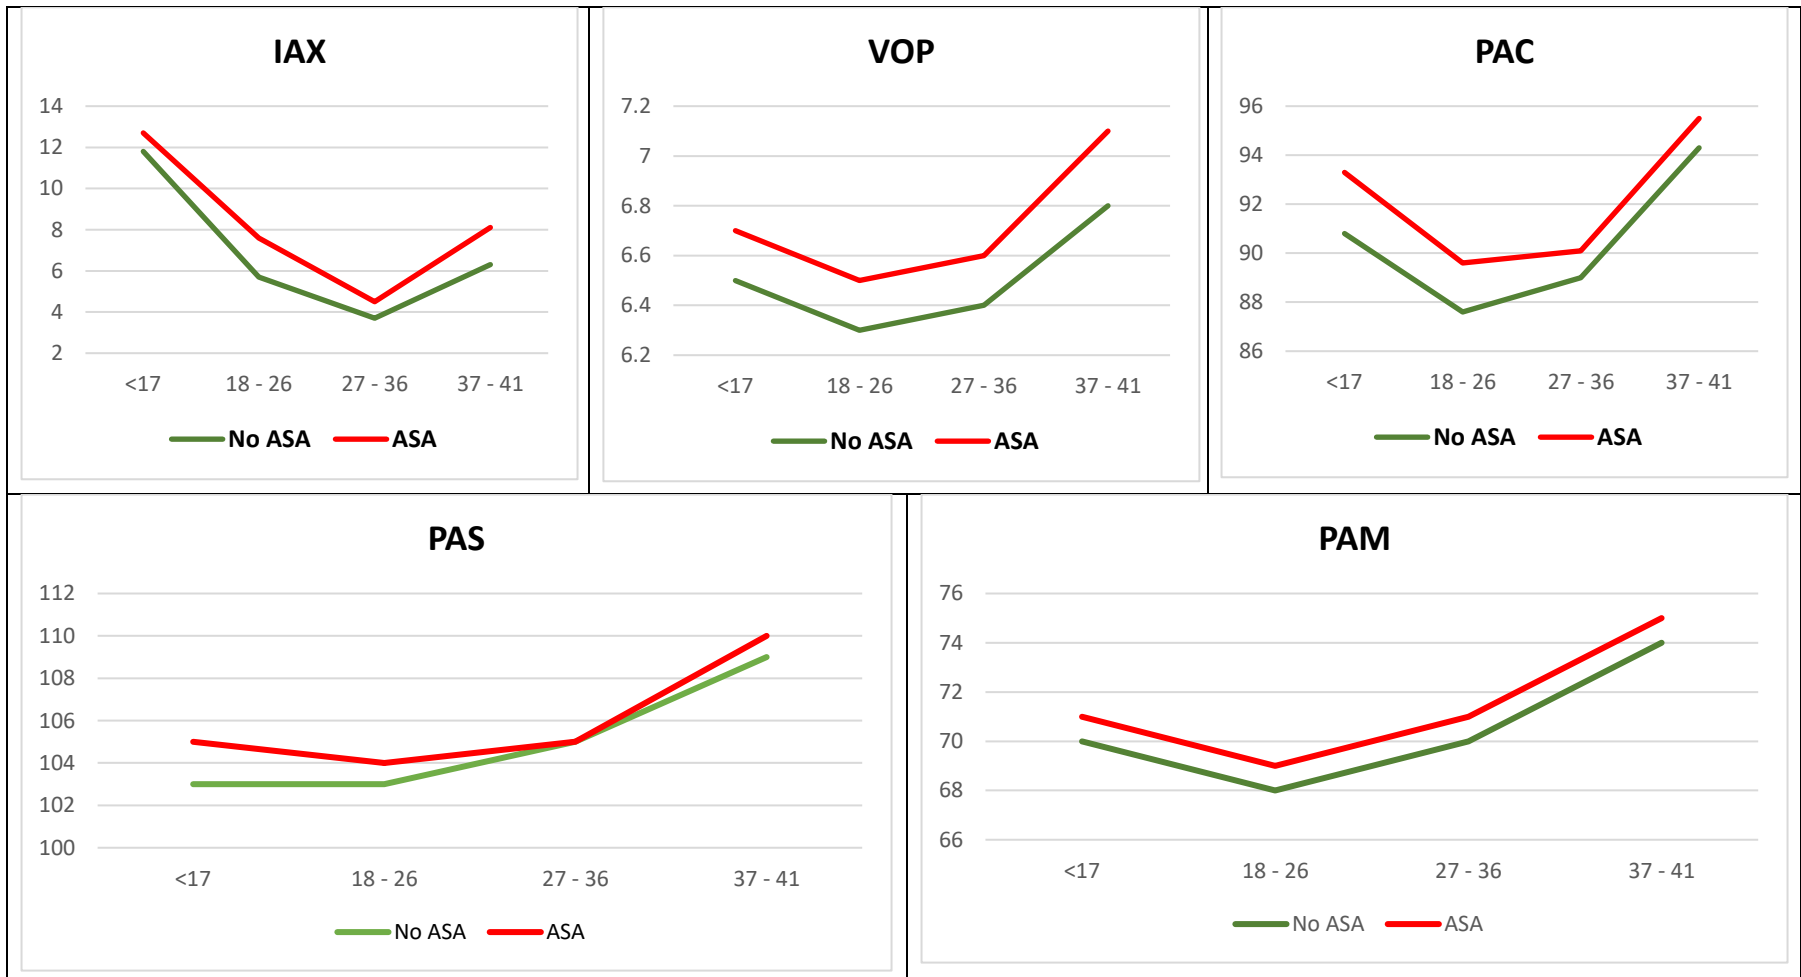 IAX
14
12
10
8
6
4
2
<17 18 - 26 27 - 36 37 - 41
No ASA ASA
VOP
7.2
7
6.8
6.6
6.4
6.2
<17 18 - 26 27 - 36 37 - 41
No ASA ASA
PAC
96
94
92
90
88
86
<17 18 - 26 27 - 36 37 - 41
No ASA ASA
PAS
112
110
108
106
104
102
100
<17 18 - 26 27 - 36 37 - 41
No ASA ASA
PAM
76
74
72
70
68
66
<17 18 - 26 27 - 36 37 - 41
No ASA ASA